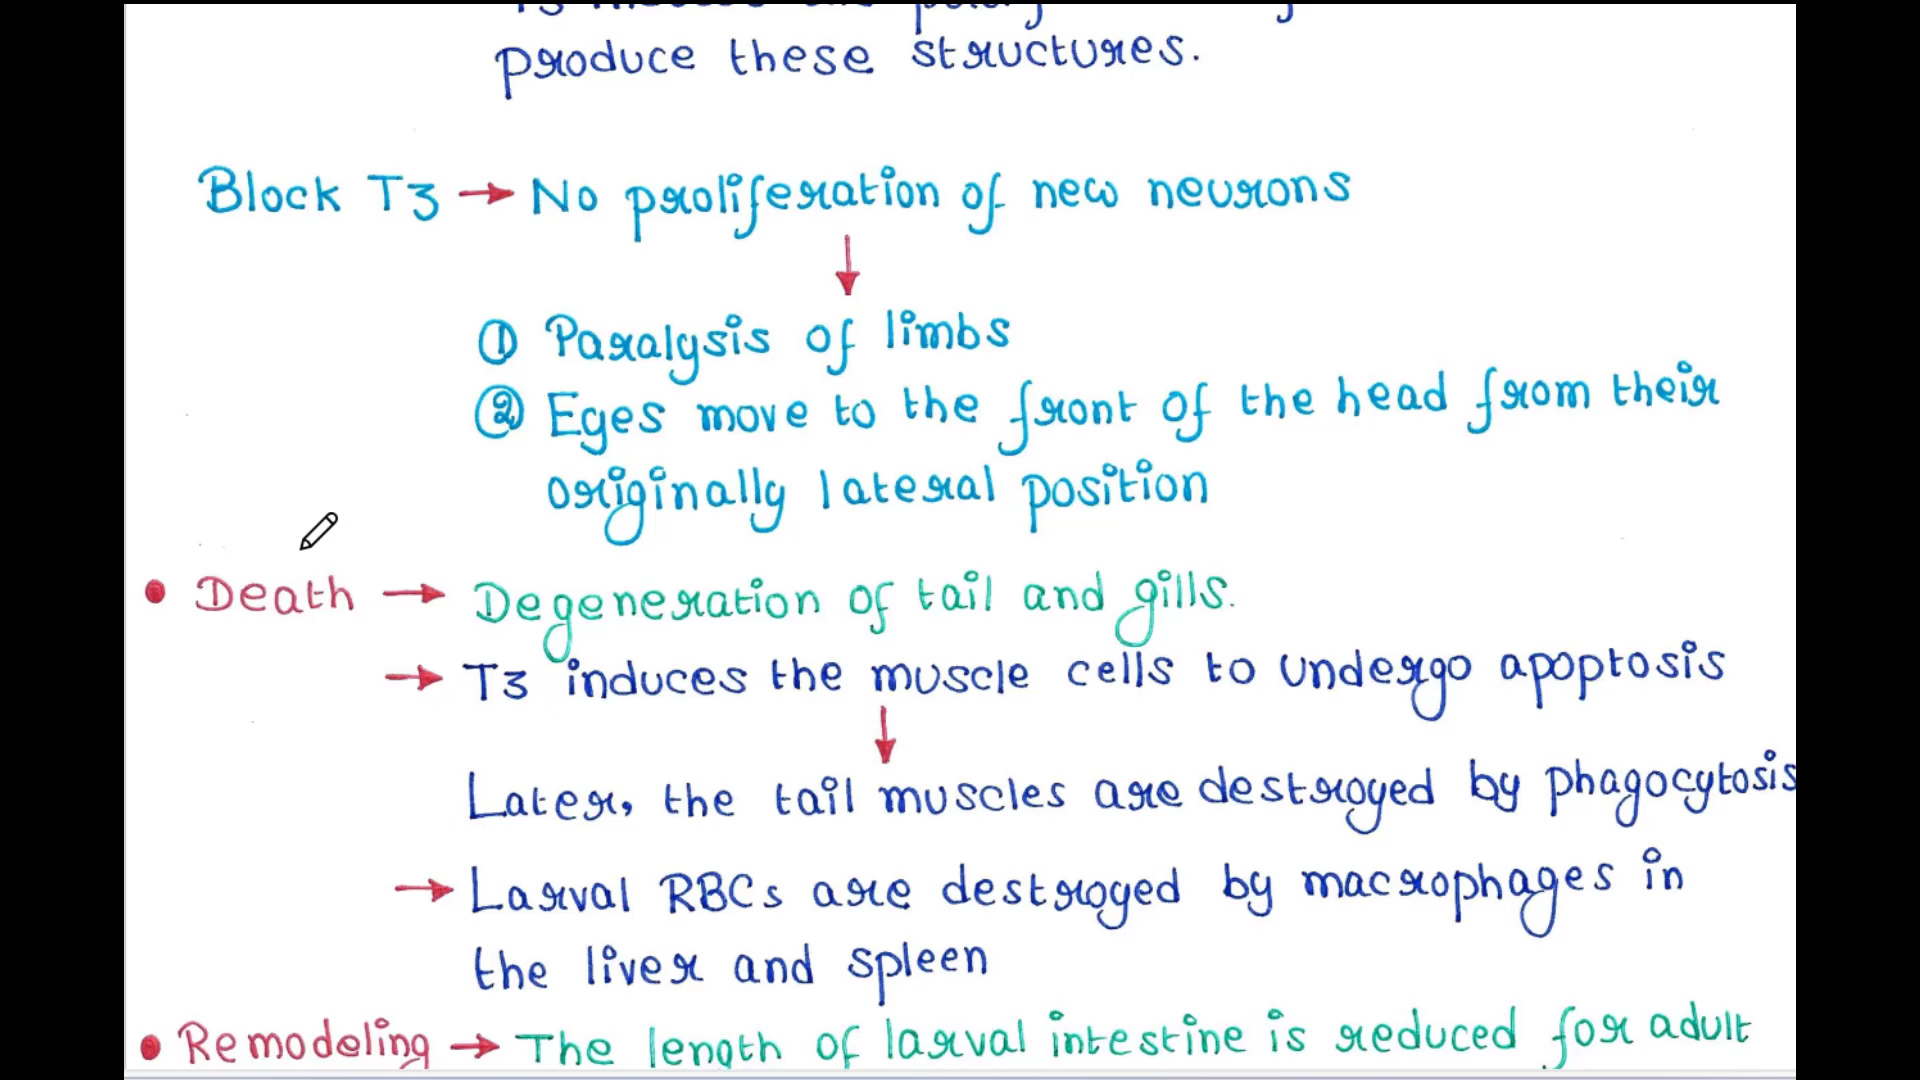 produce these structures.
Block T3 → No proliferation of new neurons
↓
① Paralysis of limbs
② Eyes move to the front of the head from their
originally lateral position
• Death → Degeneration of tail and gills.
→ T3 induces the muscle cells to undergo apoptosis
↓
Later, the tail muscles are destroyed by phagocytosis
→ Larval RBCs are destroyed by macrophages in
the liver and spleen
• Remodeling → The length of larval intestine is reduced for adult